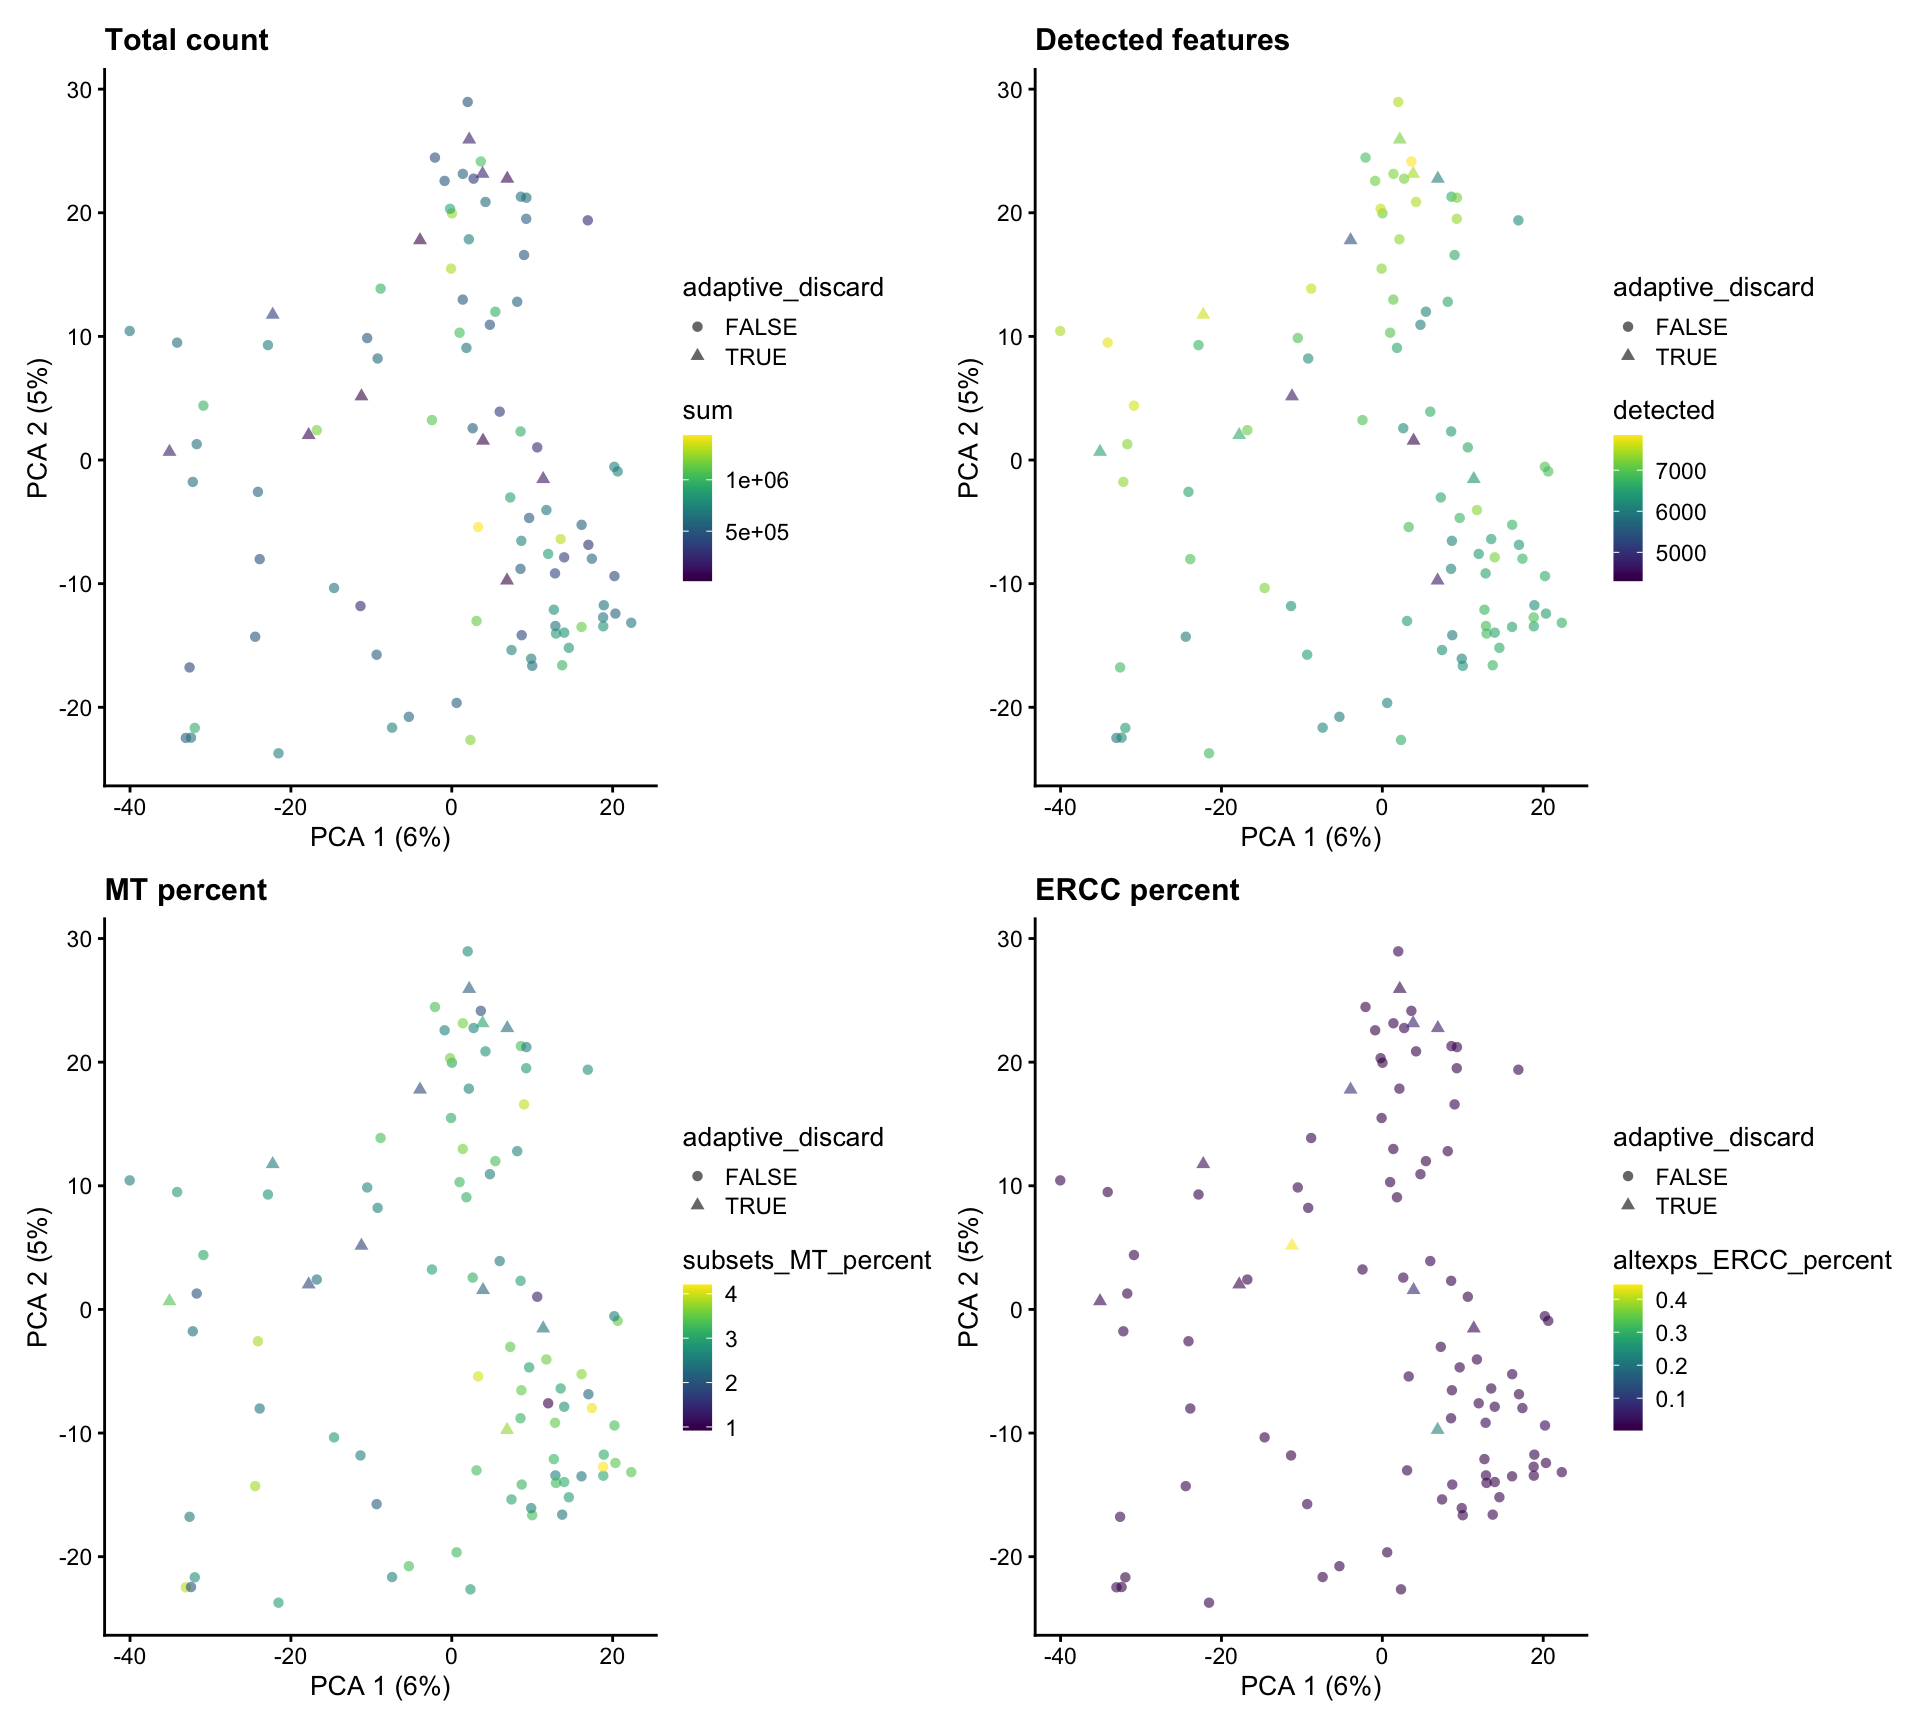 Total count
30
20
10
0
-10
-20
-40
-20
0
20
PCA 1 (6%)
PCA 2 (5%)
adaptive_discard
FALSE
TRUE
sum
1e+06
5e+05
Detected features
30
20
10
0
-10
-20
-40
-20
0
20
PCA 1 (6%)
PCA 2 (5%)
adaptive_discard
FALSE
TRUE
detected
7000
6000
5000
MT percent
30
20
10
0
-10
-20
-40
-20
0
20
PCA 1 (6%)
PCA 2 (5%)
adaptive_discard
FALSE
TRUE
subsets_MT_percent
4
3
2
1
ERCC percent
30
20
10
0
-10
-20
-40
-20
0
20
PCA 1 (6%)
PCA 2 (5%)
adaptive_discard
FALSE
TRUE
altexps_ERCC_percent
0.4
0.3
0.2
0.1